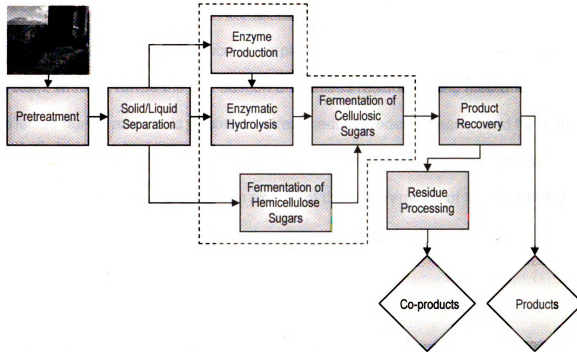 Enzyme
Production
Pretreatment
Solid/Liquid
Separation
Enzymatic
Hydrolysis
Fermentation of
Cellulosic
Sugars
Product
Recovery
Fermentation of
Hemicellulose
Sugars
Residue
Processing
Co-products
Products